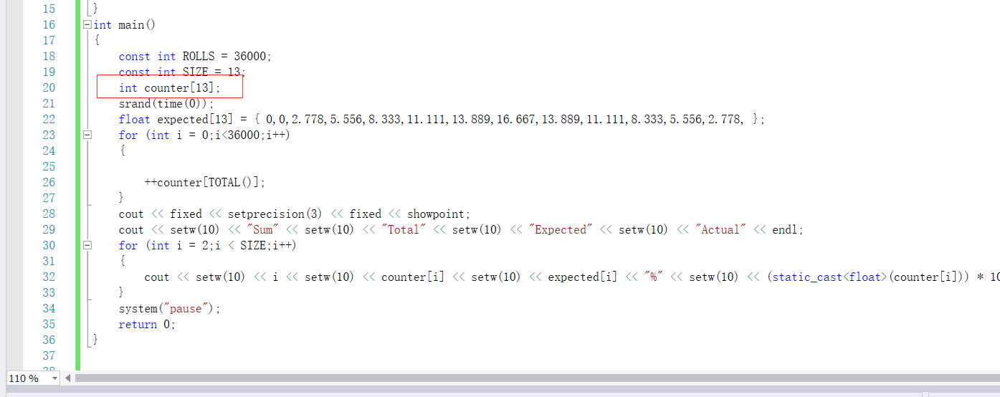 15 }
16 int main()
17 {
18 const int ROLLS = 36000;
19 const int SIZE = 13;
20 int counter[13];
21 srand(time(0));
22 float expected[13] = { 0,0,2.778,5.556,8.333,11.111,13.889,16.667,13.889,11.111,8.333,5.556,2.778, };
23 for (int i = 0;i<36000;i++)
24 {
25
26 ++counter[TOTAL()];
27 }
28 cout << fixed << setprecision(3) << fixed << showpoint;
29 cout << setw(10) << "Sum" << setw(10) << "Total" << setw(10) << "Expected" << setw(10) << "Actual" << endl;
30 for (int i = 2;i < SIZE;i++)
31 {
32 cout << setw(10) << i << setw(10) << counter[i] << setw(10) << expected[i] << "%" << setw(10) << (static_cast<float>(counter[i])) * 10
33 }
34 system("pause");
35 return 0;
36 }
37
38
110 %